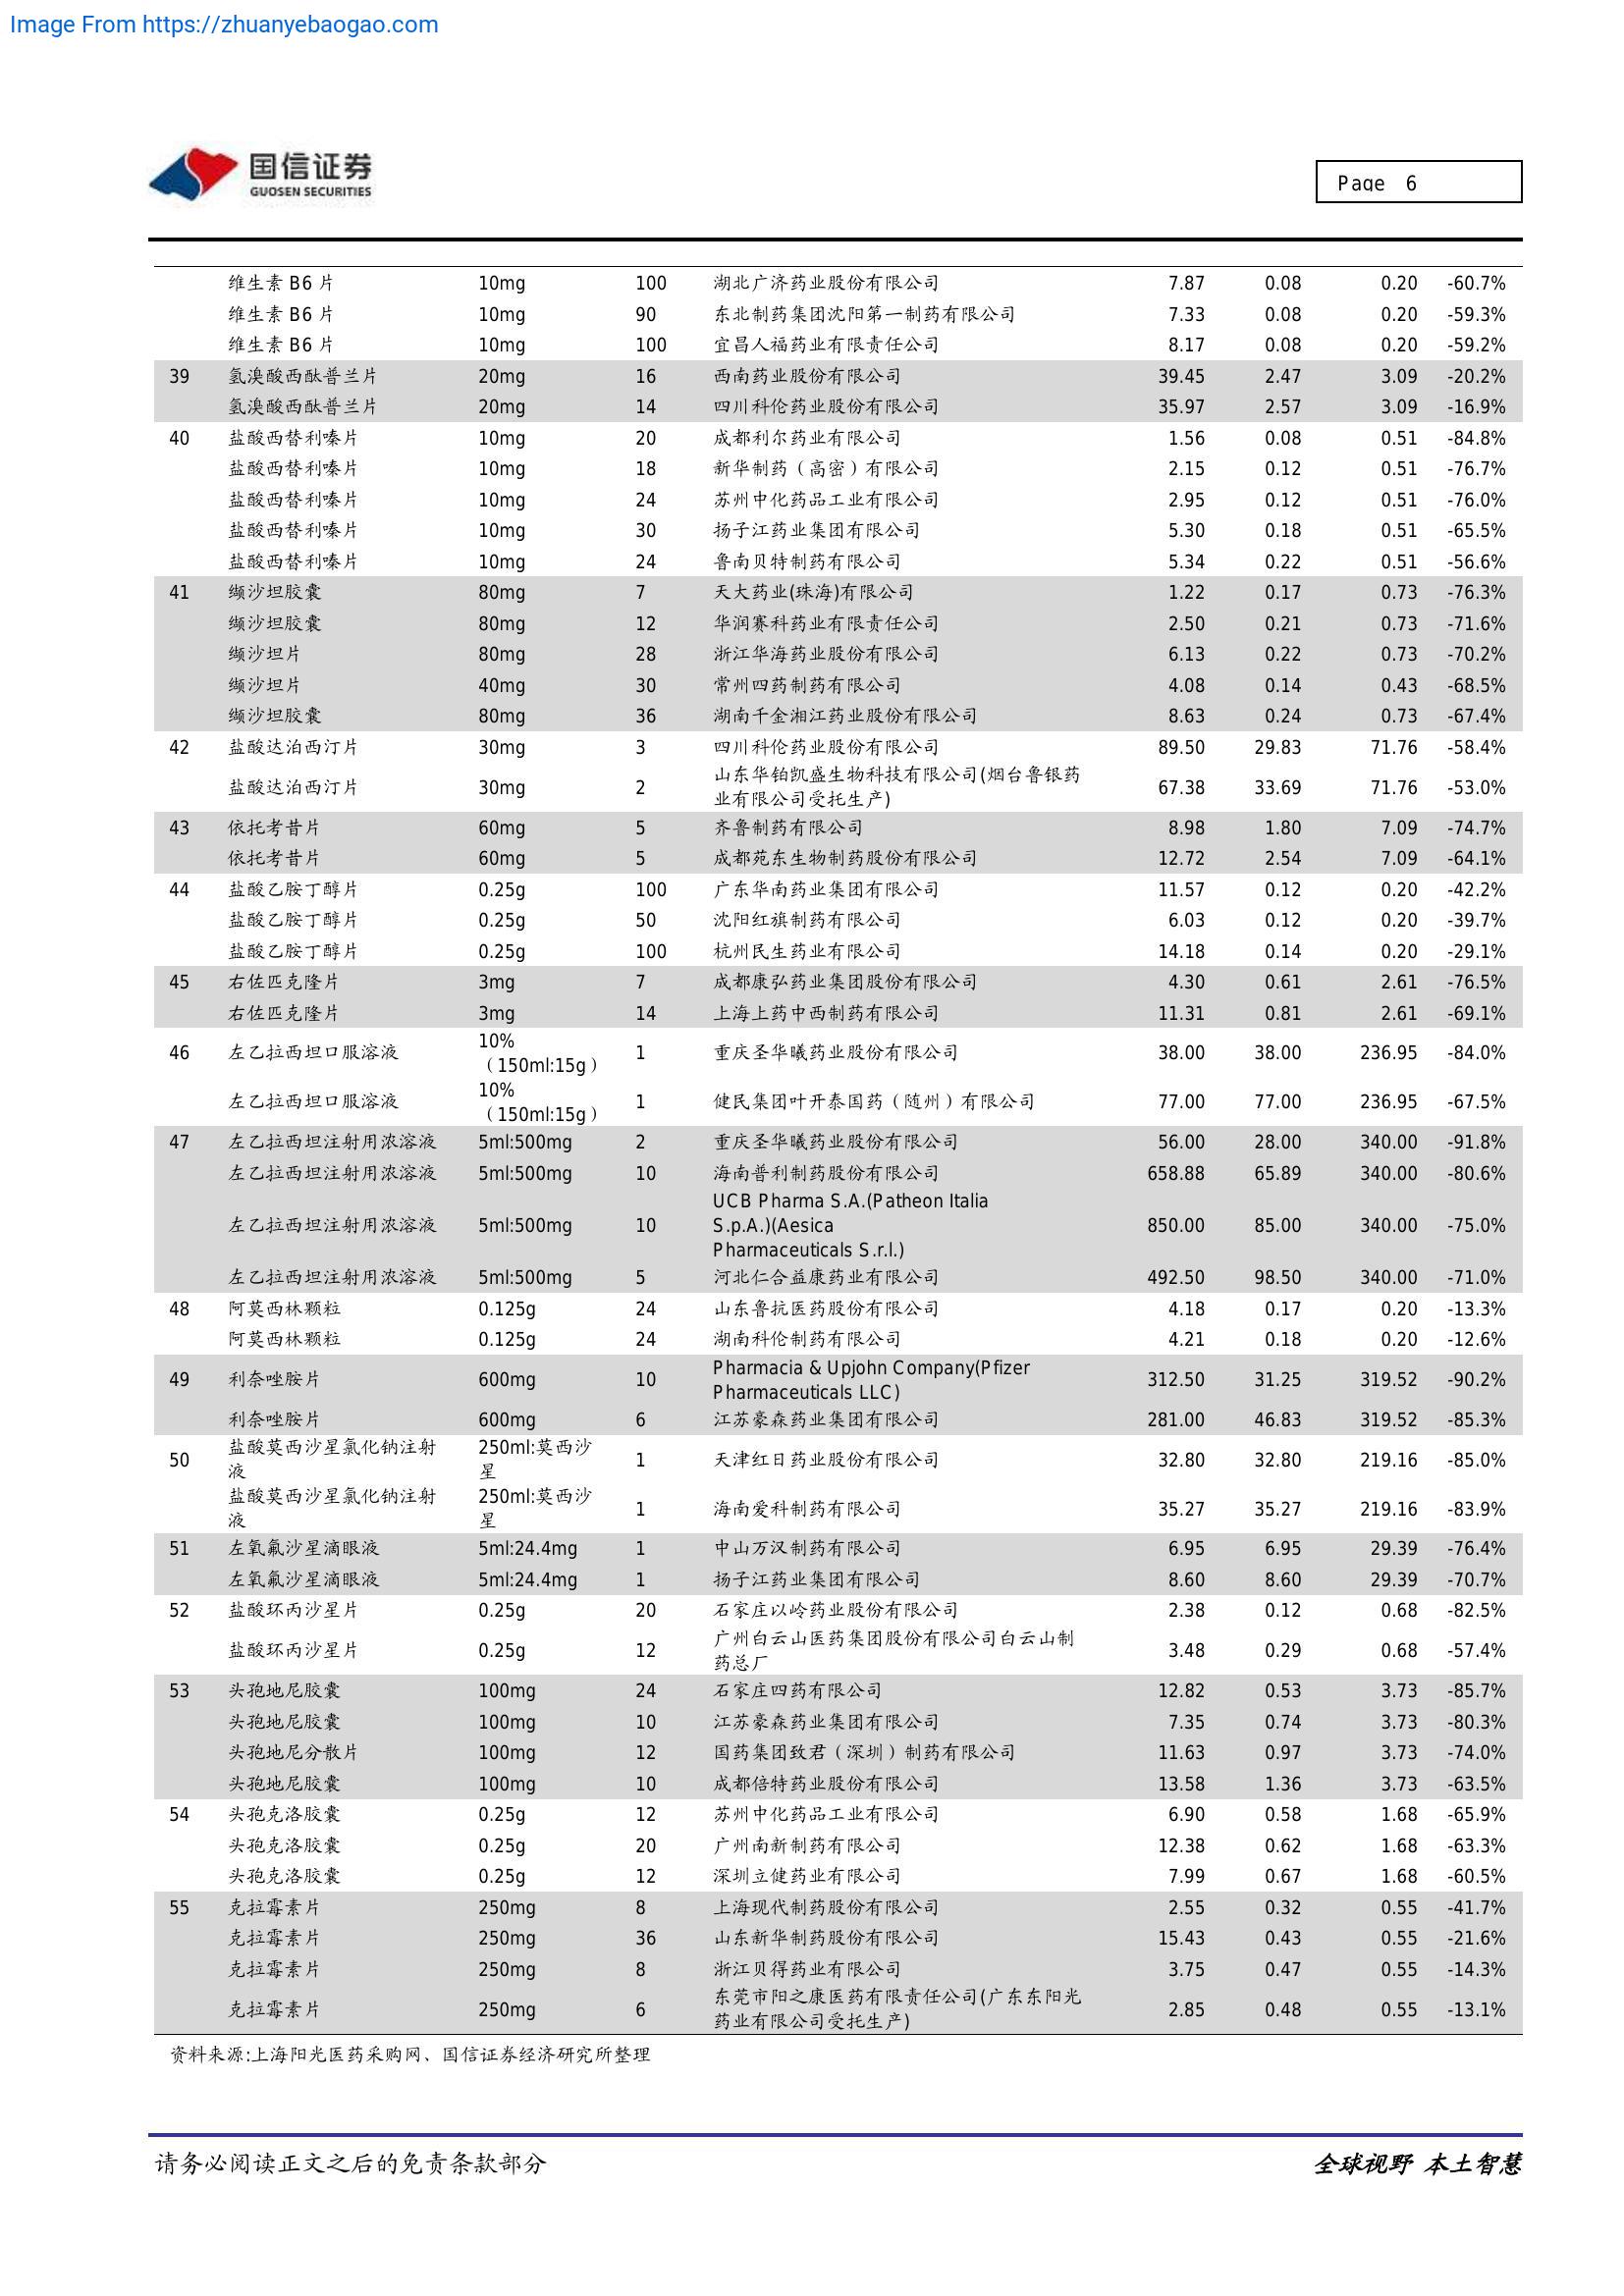 Image From https://zhuanyebaogao.com
国信证券
GUOSEN SECURITIES
Page 6
维生素 B6 片 10mg 100 湖北广济药业股份有限公司 7.87 0.08 0.20 -60.7%
维生素 B6 片 10mg 90 东北制药集团沈阳第一制药有限公司 7.33 0.08 0.20 -59.3%
维生素 B6 片 10mg 100 宜昌人福药业有限责任公司 8.17 0.08 0.20 -59.2%
39 氢溴酸西酞普兰片 20mg 16 西南药业股份有限公司 39.45 2.47 3.09 -20.2%
氢溴酸西酞普兰片 20mg 14 四川科伦药业股份有限公司 35.97 2.57 3.09 -16.9%
40 盐酸西替利嗪片 10mg 20 成都利尔药业有限公司 1.56 0.08 0.51 -84.8%
盐酸西替利嗪片 10mg 18 新华制药（高密）有限公司 2.15 0.12 0.51 -76.7%
盐酸西替利嗪片 10mg 24 苏州中化药品工业有限公司 2.95 0.12 0.51 -76.0%
盐酸西替利嗪片 10mg 30 扬子江药业集团有限公司 5.30 0.18 0.51 -65.5%
盐酸西替利嗪片 10mg 24 鲁南贝特制药有限公司 5.34 0.22 0.51 -56.6%
41 缬沙坦胶囊 80mg 7 天大药业(珠海)有限公司 1.22 0.17 0.73 -76.3%
缬沙坦胶囊 80mg 12 华润赛科药业有限责任公司 2.50 0.21 0.73 -71.6%
缬沙坦片 80mg 28 浙江华海药业股份有限公司 6.13 0.22 0.73 -70.2%
缬沙坦片 40mg 30 常州四药制药有限公司 4.08 0.14 0.43 -68.5%
缬沙坦胶囊 80mg 36 湖南千金湘江药业股份有限公司 8.63 0.24 0.73 -67.4%
42 盐酸达泊西汀片 30mg 3 四川科伦药业股份有限公司 89.50 29.83 71.76 -58.4%
盐酸达泊西汀片 30mg 2 山东华铂凯盛生物科技有限公司(烟台鲁银药 67.38 33.69 71.76 -53.0%
业有限公司受托生产)
43 依托考昔片 60mg 5 齐鲁制药有限公司 8.98 1.80 7.09 -74.7%
依托考昔片 60mg 5 成都苑东生物制药股份有限公司 12.72 2.54 7.09 -64.1%
44 盐酸乙胺丁醇片 0.25g 100 广东华南药业集团有限公司 11.57 0.12 0.20 -42.2%
盐酸乙胺丁醇片 0.25g 50 沈阳红旗制药有限公司 6.03 0.12 0.20 -39.7%
盐酸乙胺丁醇片 0.25g 100 杭州民生药业有限公司 14.18 0.14 0.20 -29.1%
45 右佐匹克隆片 3mg 7 成都康弘药业集团股份有限公司 4.30 0.61 2.61 -76.5%
右佐匹克隆片 3mg 14 上海上药中西制药有限公司 11.31 0.81 2.61 -69.1%
10%
46 左乙拉西坦口服溶液 （150ml:15g） 1 重庆圣华曦药业股份有限公司 38.00 38.00 236.95 -84.0%
10%
左乙拉西坦口服溶液 （150ml:15g） 1 健民集团叶开泰国药（随州）有限公司 77.00 77.00 236.95 -67.5%
47 左乙拉西坦注射用浓溶液 5ml:500mg 2 重庆圣华曦药业股份有限公司 56.00 28.00 340.00 -91.8%
左乙拉西坦注射用浓溶液 5ml:500mg 10 海南普利制药股份有限公司 658.88 65.89 340.00 -80.6%
UCB Pharma S.A.(Patheon Italia
左乙拉西坦注射用浓溶液 5ml:500mg 10 S.p.A.)(Aesica 850.00 85.00 340.00 -75.0%
Pharmaceuticals S.r.l.)
左乙拉西坦注射用浓溶液 5ml:500mg 5 河北仁合益康药业有限公司 492.50 98.50 340.00 -71.0%
48 阿莫西林颗粒 0.125g 24 山东鲁抗医药股份有限公司 4.18 0.17 0.20 -13.3%
阿莫西林颗粒 0.125g 24 湖南科伦制药有限公司 4.21 0.18 0.20 -12.6%
49 利奈唑胺片 600mg 10 Pharmacia & Upjohn Company(Pfizer 312.50 31.25 319.52 -90.2%
Pharmaceuticals LLC)
利奈唑胺片 600mg 6 江苏豪森药业集团有限公司 281.00 46.83 319.52 -85.3%
50 盐酸莫西沙星氯化钠注射 250ml:莫西沙 1 天津红日药业股份有限公司 32.80 32.80 219.16 -85.0%
液 星
盐酸莫西沙星氯化钠注射 250ml:莫西沙 1 海南爱科制药有限公司 35.27 35.27 219.16 -83.9%
液 星
51 左氧氟沙星滴眼液 5ml:24.4mg 1 中山万汉制药有限公司 6.95 6.95 29.39 -76.4%
左氧氟沙星滴眼液 5ml:24.4mg 1 扬子江药业集团有限公司 8.60 8.60 29.39 -70.7%
52 盐酸环丙沙星片 0.25g 20 石家庄以岭药业股份有限公司 2.38 0.12 0.68 -82.5%
盐酸环丙沙星片 0.25g 12 广州白云山医药集团股份有限公司白云山制 3.48 0.29 0.68 -57.4%
药总厂
53 头孢地尼胶囊 100mg 24 石家庄四药有限公司 12.82 0.53 3.73 -85.7%
头孢地尼胶囊 100mg 10 江苏豪森药业集团有限公司 7.35 0.74 3.73 -80.3%
头孢地尼分散片 100mg 12 国药集团致君（深圳）制药有限公司 11.63 0.97 3.73 -74.0%
头孢地尼胶囊 100mg 10 成都倍特药业股份有限公司 13.58 1.36 3.73 -63.5%
54 头孢克洛胶囊 0.25g 12 苏州中化药品工业有限公司 6.90 0.58 1.68 -65.9%
头孢克洛胶囊 0.25g 20 广州南新制药有限公司 12.38 0.62 1.68 -63.3%
头孢克洛胶囊 0.25g 12 深圳立健药业有限公司 7.99 0.67 1.68 -60.5%
55 克拉霉素片 250mg 8 上海现代制药股份有限公司 2.55 0.32 0.55 -41.7%
克拉霉素片 250mg 36 山东新华制药股份有限公司 15.43 0.43 0.55 -21.6%
克拉霉素片 250mg 8 浙江贝得药业有限公司 3.75 0.47 0.55 -14.3%
克拉霉素片 250mg 6 东莞市阳之康医药有限责任公司(广东东阳光 2.85 0.48 0.55 -13.1%
药业有限公司受托生产)
资料来源:上海阳光医药采购网、国信证券经济研究所整理
请务必阅读正文之后的免责条款部分 全球视野 本土智慧